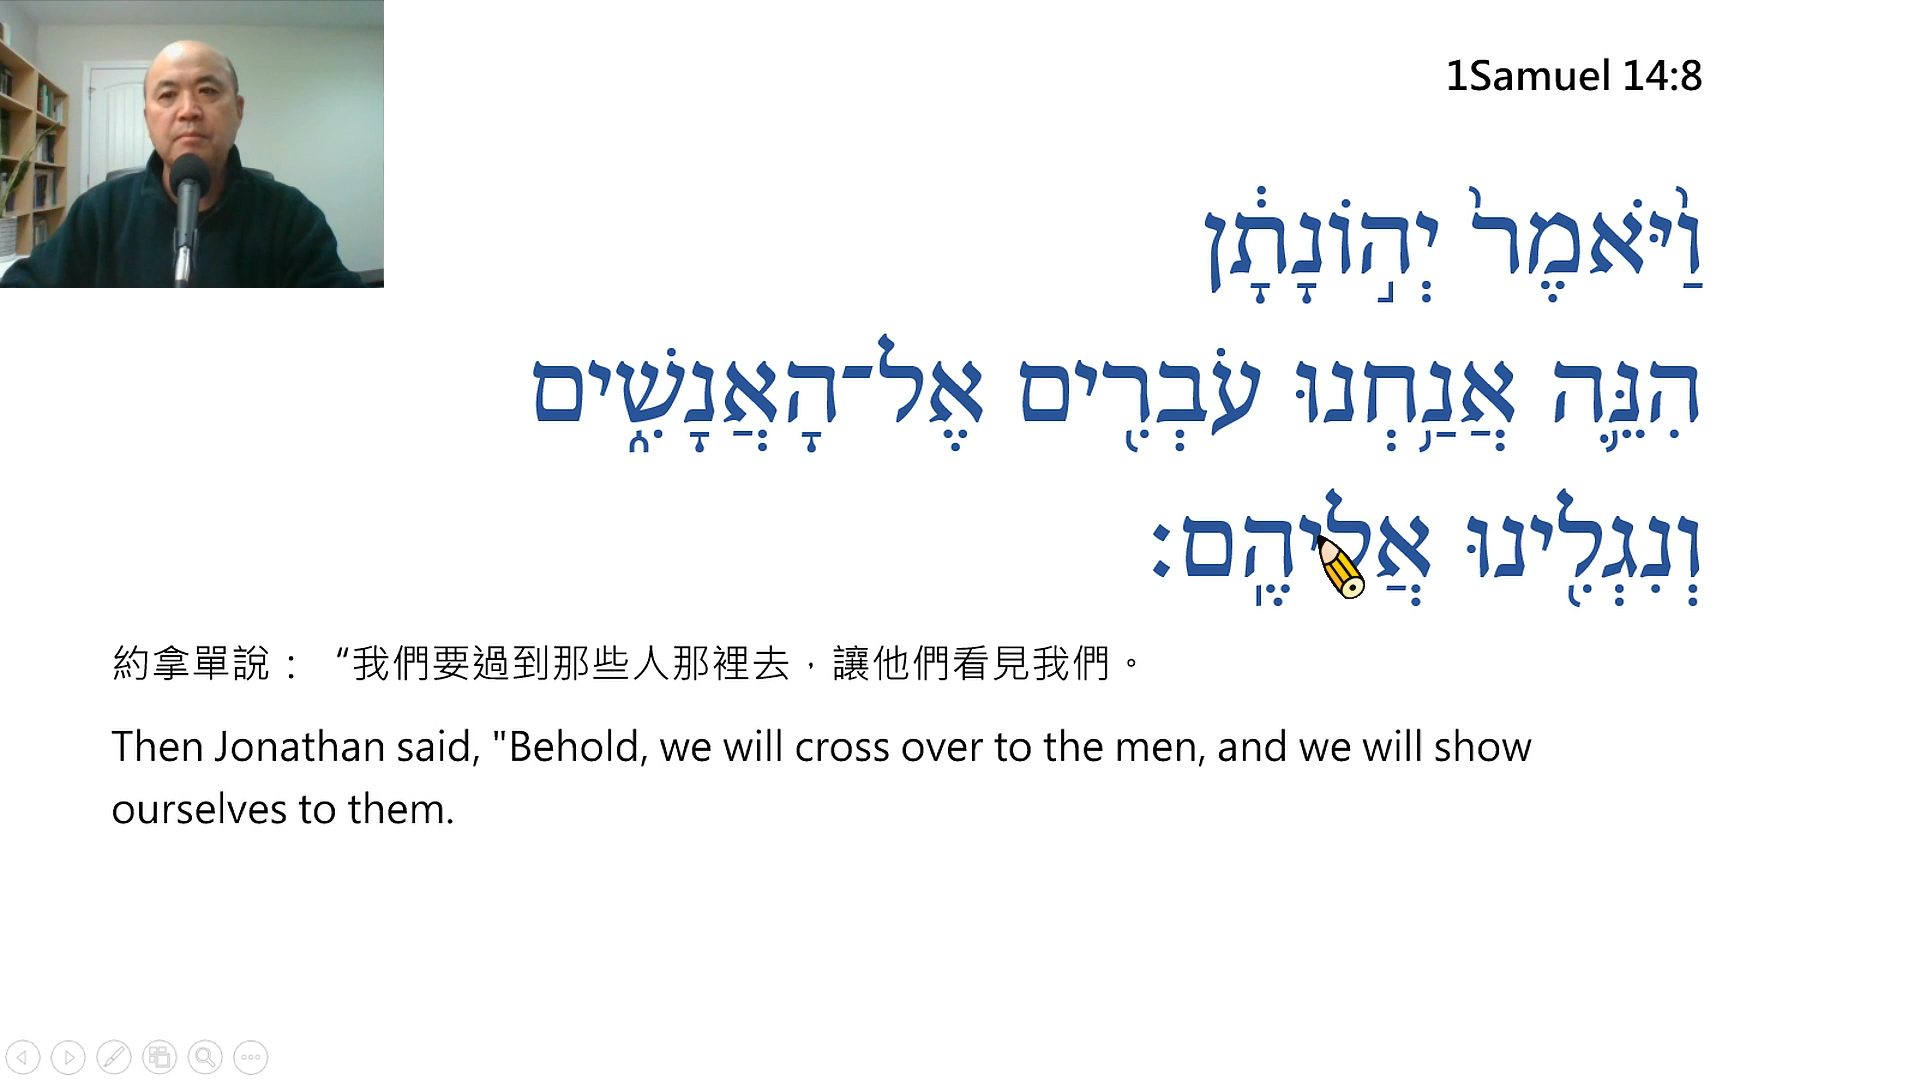 1Samuel 14:8
וַ֙יֹּאמֶר֙ יְה֣וֹנָתָ֔ן
הִנֵּ֛ה אֲנַ֥חְנוּ עֹבְרִ֖ים אֶל־הָאֲנָשִׁ֑ים
וְנִגְלִ֖ינוּ אֲלֵיהֶֽם׃
約拿單說：“我們要過到那些人那裡去，讓他們看見我們。
Then Jonathan said, "Behold, we will cross over to the men, and we will show
ourselves to them.